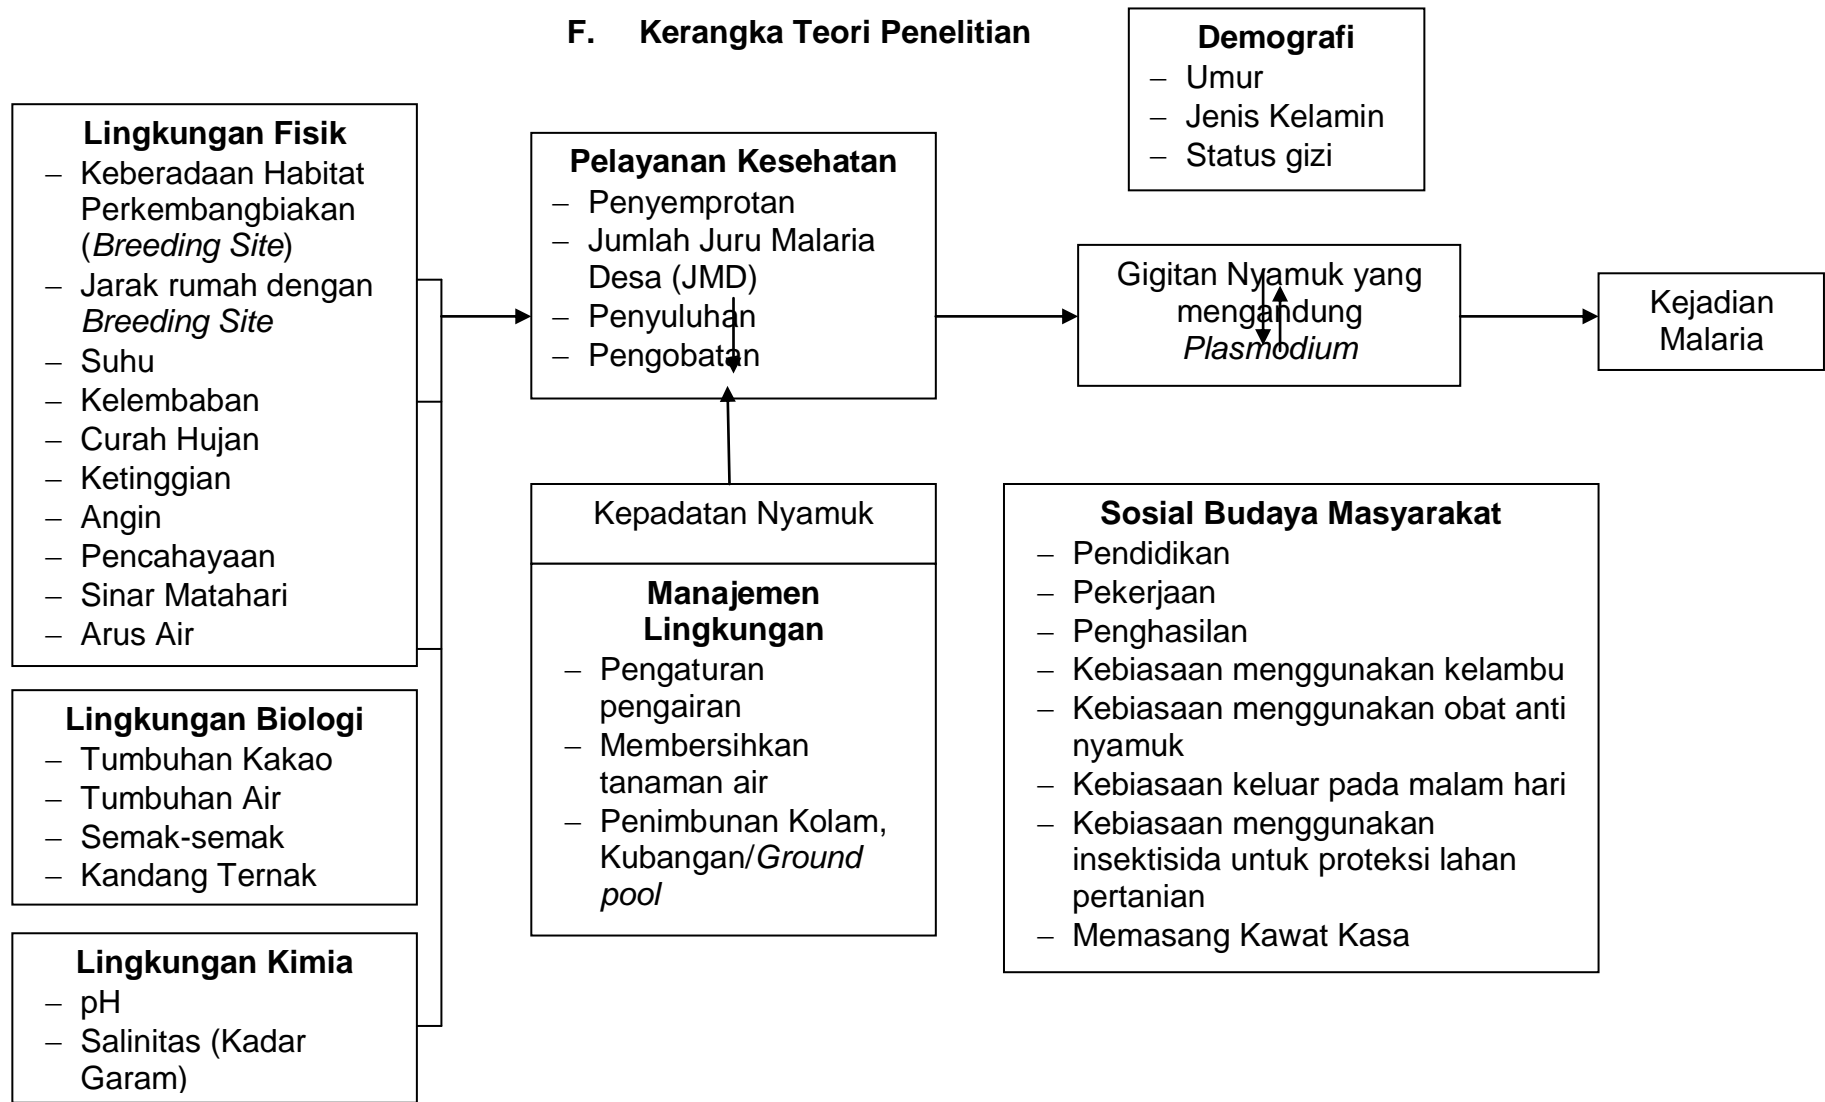 F. Kerangka Teori Penelitian
Demografi
– Umur
– Jenis Kelamin
– Status gizi
Lingkungan Fisik
– Keberadaan Habitat
Perkembangbiakan
(Breeding Site)
– Jarak rumah dengan
Breeding Site
– Suhu
– Kelembaban
– Curah Hujan
– Ketinggian
– Angin
– Pencahayaan
– Sinar Matahari
– Arus Air
Pelayanan Kesehatan
– Penyemprotan
– Jumlah Juru Malaria
Desa (JMD)
– Penyuluhan
– Pengobatan
Gigitan Nyamuk yang
mengandung
Plasmodium
Kejadian
Malaria
Kepadatan Nyamuk
Manajemen
Lingkungan
– Pengaturan
pengairan
– Membersihkan
tanaman air
– Penimbunan Kolam,
Kubangan/Ground
pool
Sosial Budaya Masyarakat
– Pendidikan
– Pekerjaan
– Penghasilan
– Kebiasaan menggunakan kelambu
– Kebiasaan menggunakan obat anti
nyamuk
– Kebiasaan keluar pada malam hari
– Kebiasaan menggunakan
insektisida untuk proteksi lahan
pertanian
– Memasang Kawat Kasa
Lingkungan Biologi
– Tumbuhan Kakao
– Tumbuhan Air
– Semak-semak
– Kandang Ternak
Lingkungan Kimia
– pH
– Salinitas (Kadar
Garam)